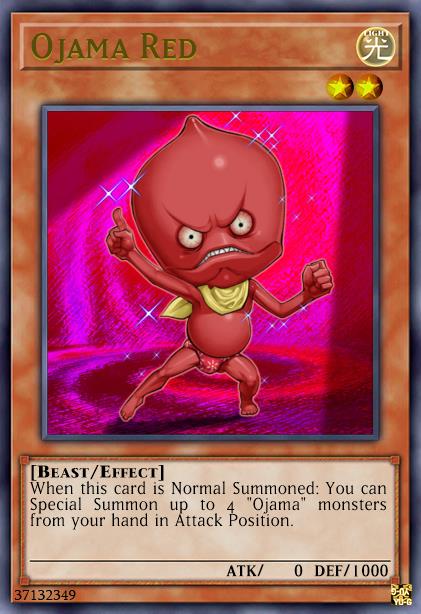 Ojama Red
LIGHT
光
[Beast/Effect]
When this card is Normal Summoned: You can
Special Summon up to 4 "Ojama" monsters
from your hand in Attack Position.
ATK/ 0 DEF/1000
37132349